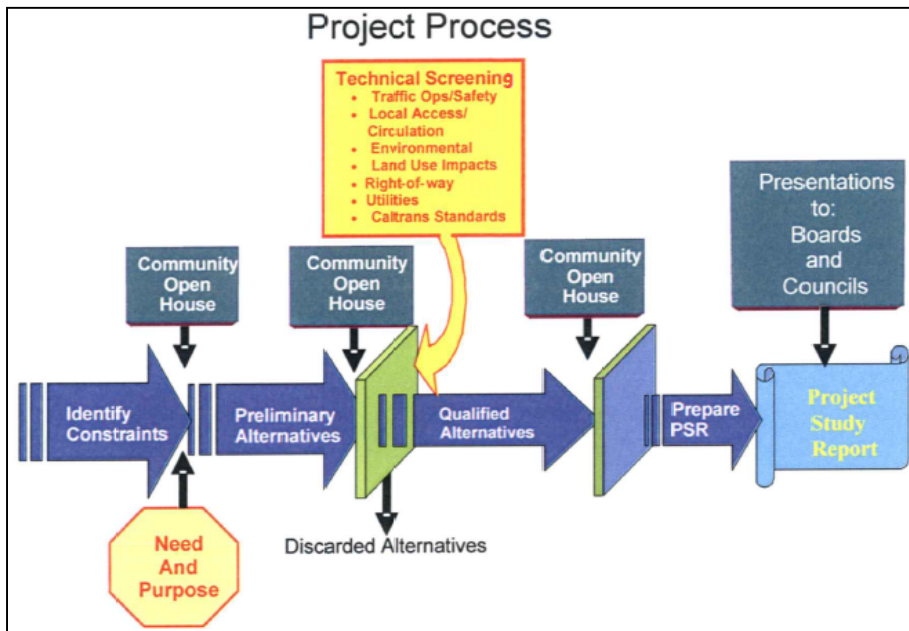 Project Process
Technical Screening
• Traffic Ops/Safety
• Local Access/
Circulation
• Environmental
• Land Use Impacts
• Right-of-way
• Utilities
• Caltrans Standards
Community
Open
House
Community
Open
House
Community
Open
House
Presentations
to:
Boards
and
Councils
Identify
Constraints
Preliminary
Alternatives
Qualified
Alternatives
Prepare
PSR
Project
Study
Report
Need
And
Purpose
Discarded Alternatives